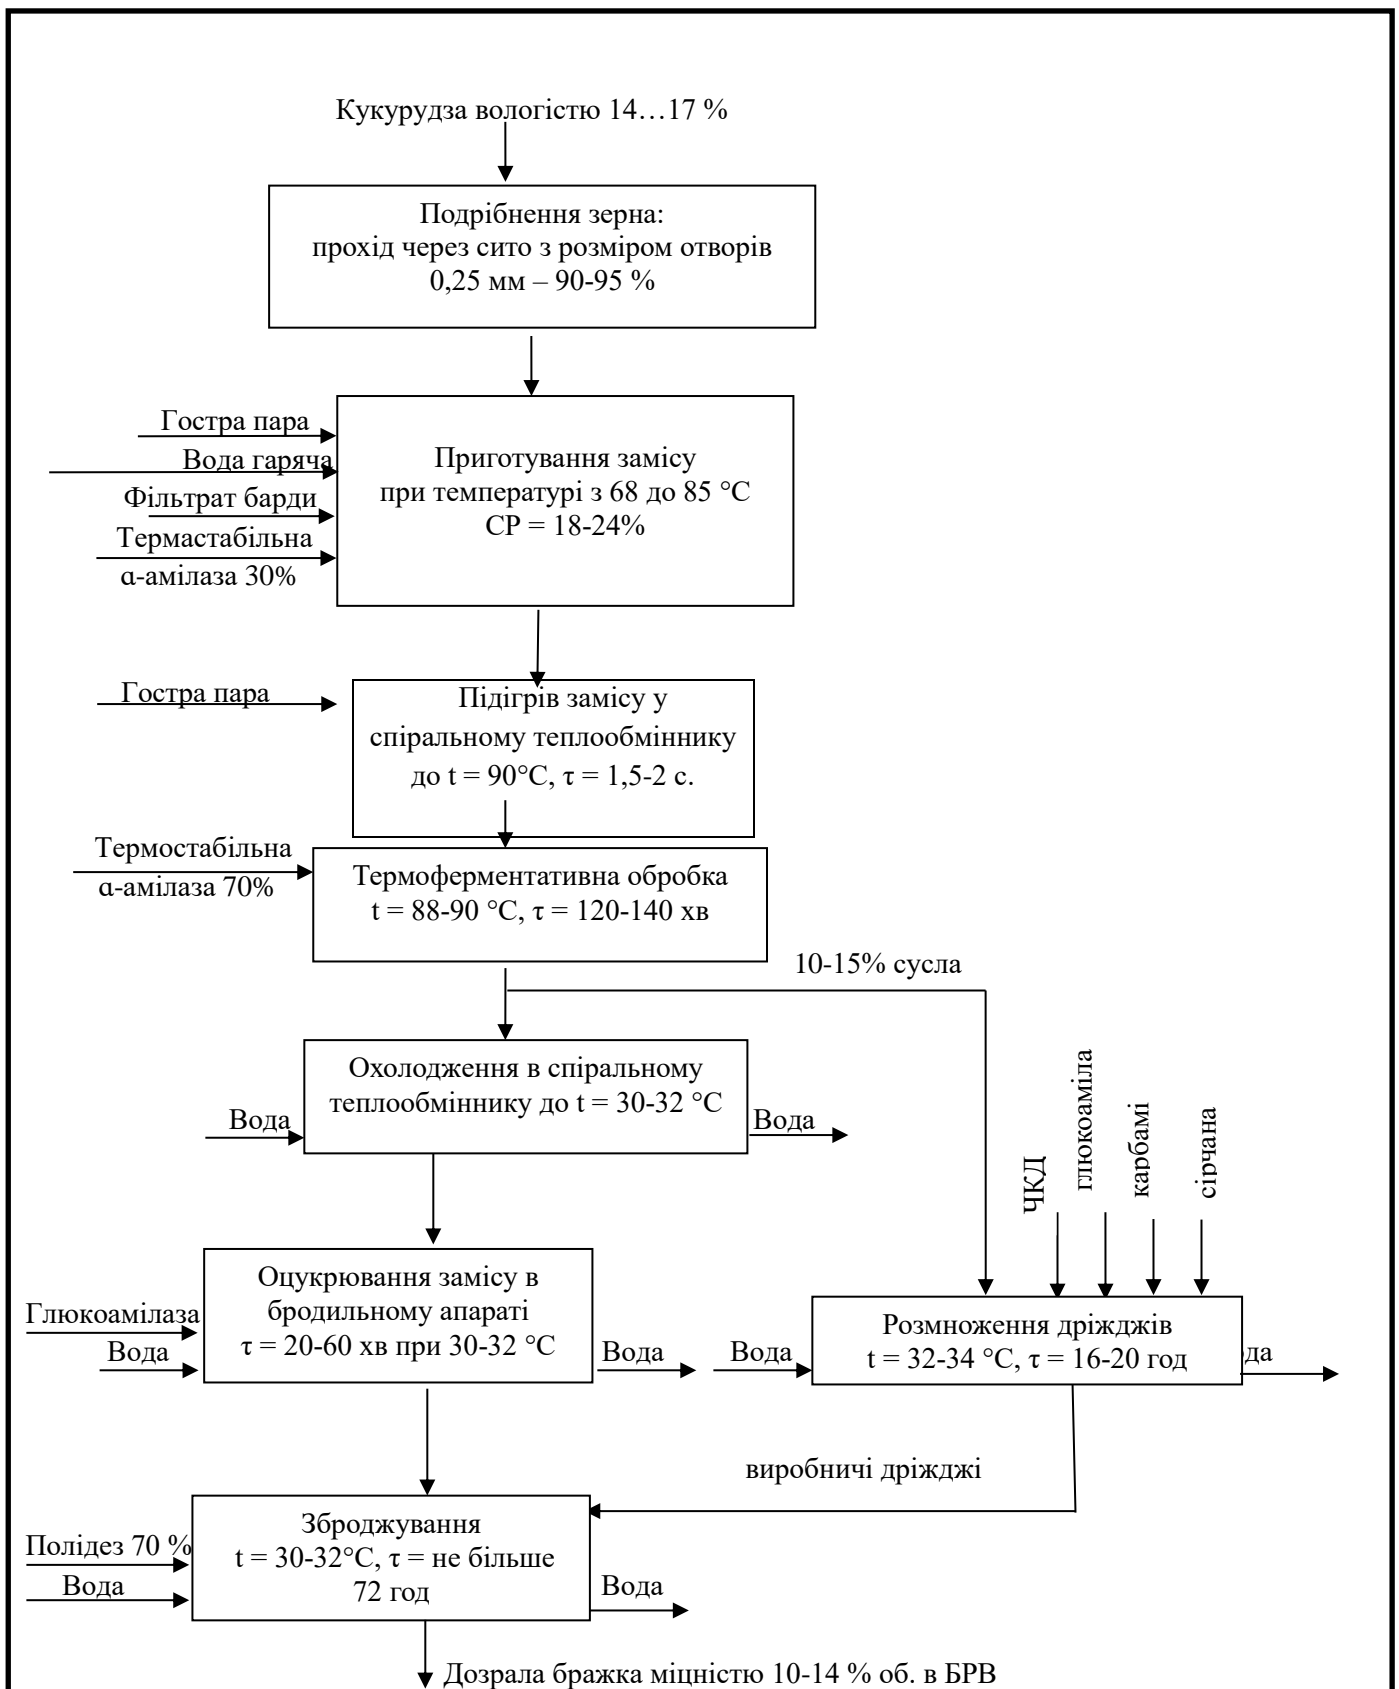 Кукурудза вологістю 14…17 %
Подрібнення зерна:
прохід через сито з розміром отворів
0,25 мм – 90-95 %
Гостра пара
Вода гаряча
Фільтрат барди
Термастабільна
α-амілаза 30%
Приготування замісу
при температурі з 68 до 85 °С
СР = 18-24%
Гостра пара
Підігрів замісу у
спіральному теплообміннику
до t = 90°С, τ = 1,5-2 с.
Термостабільна
α-амілаза 70%
Термоферментативна обробка
t = 88-90 °С, τ = 120-140 хв
10-15% сусла
Охолодження в спіральному
теплообміннику до t = 30-32 °С
Вода
Вода
ЧКД
глюкоаміла
карбамі
сірчана
Оцукрювання замісу в
бродильному апараті
τ = 20-60 хв при 30-32 °С
Глюкоамілаза
Вода
Вода
Вода
Розмноження дріжджів
t = 32-34 °С, τ = 16-20 год
да
виробничі дріжджі
Зброджування
t = 30-32°С, τ = не більше
72 год
Полідез 70 %
Вода
Вода
Дозрала бражка міцністю 10-14 % об. в БРВ